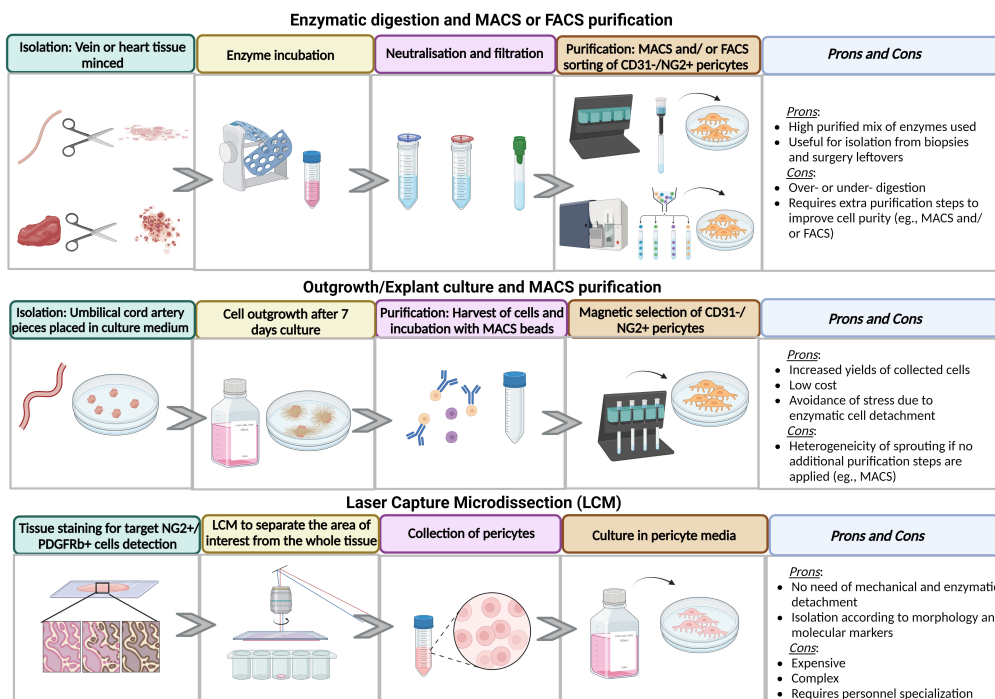 Enzymatic digestion and MACS or FACS purification
Isolation: Vein or heart tissue
minced
Enzyme incubation
Neutralisation and filtration
Purification: MACS and/ or FACS
sorting of CD31-/NG2+ pericytes
Prons and Cons
Prons:
• High purified mix of enzymes used
• Useful for isolation from biopsies
and surgery leftovers
Cons:
• Over- or under- digestion
• Requires extra purification steps to
improve cell purity (eg., MACS and/
or FACS)
Outgrowth/Explant culture and MACS purification
Isolation: Umbilical cord artery
pieces placed in culture medium
Cell outgrowth after 7
days culture
Purification: Harvest of cells and
incubation with MACS beads
Magnetic selection of CD31-/
NG2+ pericytes
Prons and Cons
Prons:
• Increased yields of collected cells
• Low cost
• Avoidance of stress due to
enzymatic cell detachment
Cons:
• Heterogeneicity of sprouting if no
additional purification steps are
applied (eg., MACS)
Laser Capture Microdissection (LCM)
Tissue staining for target NG2+/
PDGFRb+ cells detection
LCM to separate the area of
interest from the whole tissue
Collection of pericytes
Culture in pericyte media
Prons and Cons
Prons:
• No need of mechanical and enzymatic
detachment
• Isolation according to morphology an
molecular markers
Cons:
• Expensive
• Complex
• Requires personnel specialization